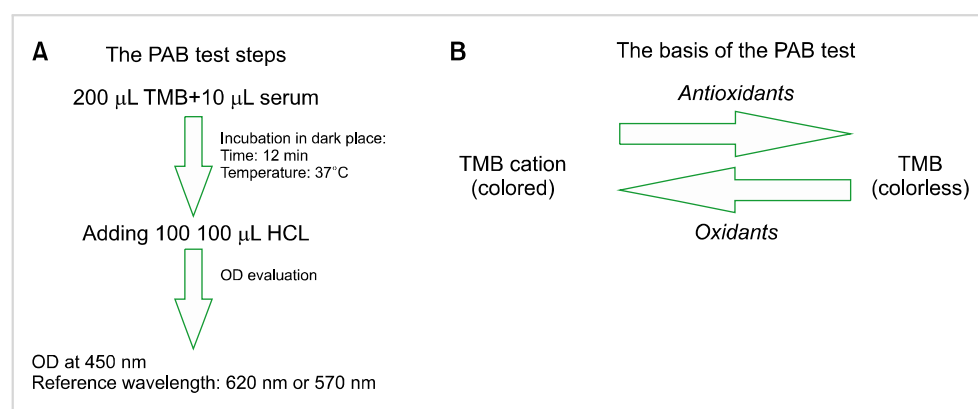 A
The PAB test steps
200 μL TMB+10 μL serum
Incubation in dark place:
Time: 12 min
Temperature: 37°C
Adding 100 100 μL HCL
OD evaluation
OD at 450 nm
Reference wavelength: 620 nm or 570 nm
B
The basis of the PAB test
Antioxidants
TMB cation
(colored)
TMB
(colorless)
Oxidants